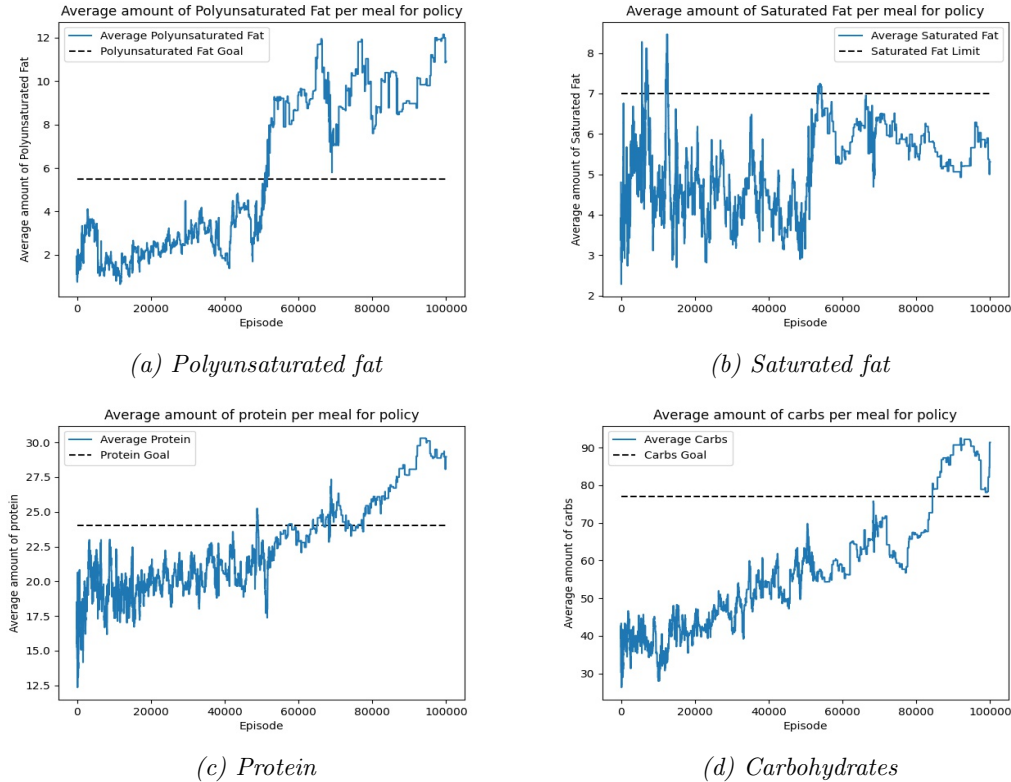 Average amount of Polyunsaturated Fat per meal for policy
Average Polyunsaturated Fat
Polyunsaturated Fat Goal
Average amount of Polyunsaturated Fat
12
10
8
6
4
2
0
20000
40000
60000
80000
100000
Episode
(a) Polyunsaturated fat
Average amount of Saturated Fat per meal for policy
Average Saturated Fat
Saturated Fat Limit
Average amount of Saturated Fat
8
7
6
5
4
3
2
0
20000
40000
60000
80000
100000
Episode
(b) Saturated fat
Average amount of protein per meal for policy
Average Protein
Protein Goal
Average amount of protein
30.0
27.5
25.0
22.5
20.0
17.5
15.0
12.5
0
20000
40000
60000
80000
100000
Episode
(c) Protein
Average amount of carbs per meal for policy
Average Carbs
Carbs Goal
Average amount of carbs
90
80
70
60
50
40
30
0
20000
40000
60000
80000
100000
Episode
(d) Carbohydrates